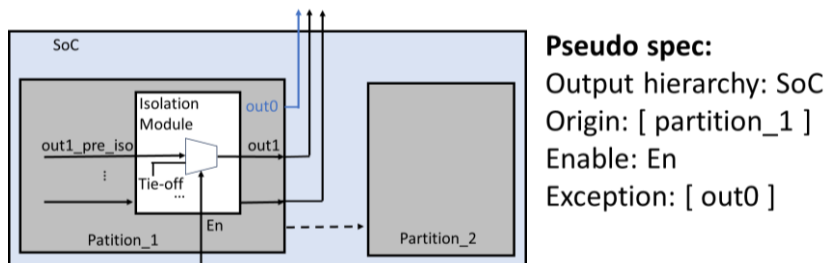 SoC
Isolation
Module
out0
out1_pre_iso
out1
⋮
Tie-off
...
En
Patition_1
Partition_2
Pseudo spec:
Output hierarchy: SoC
Origin: [ partition_1 ]
Enable: En
Exception: [ out0 ]